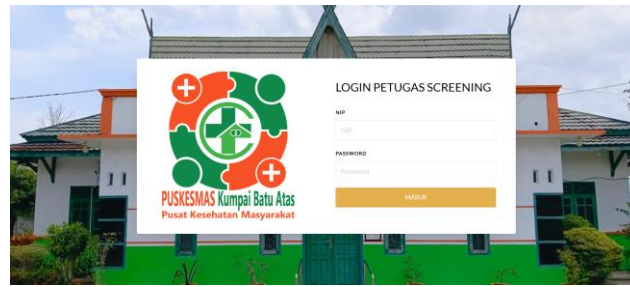 PUSKESMAS Kumpai Batu Atas
Pusat Kesehatan Masyarakat
LOGIN PETUGAS SCREENING
NIP
NIP
PASSWORD
Password
MASUK